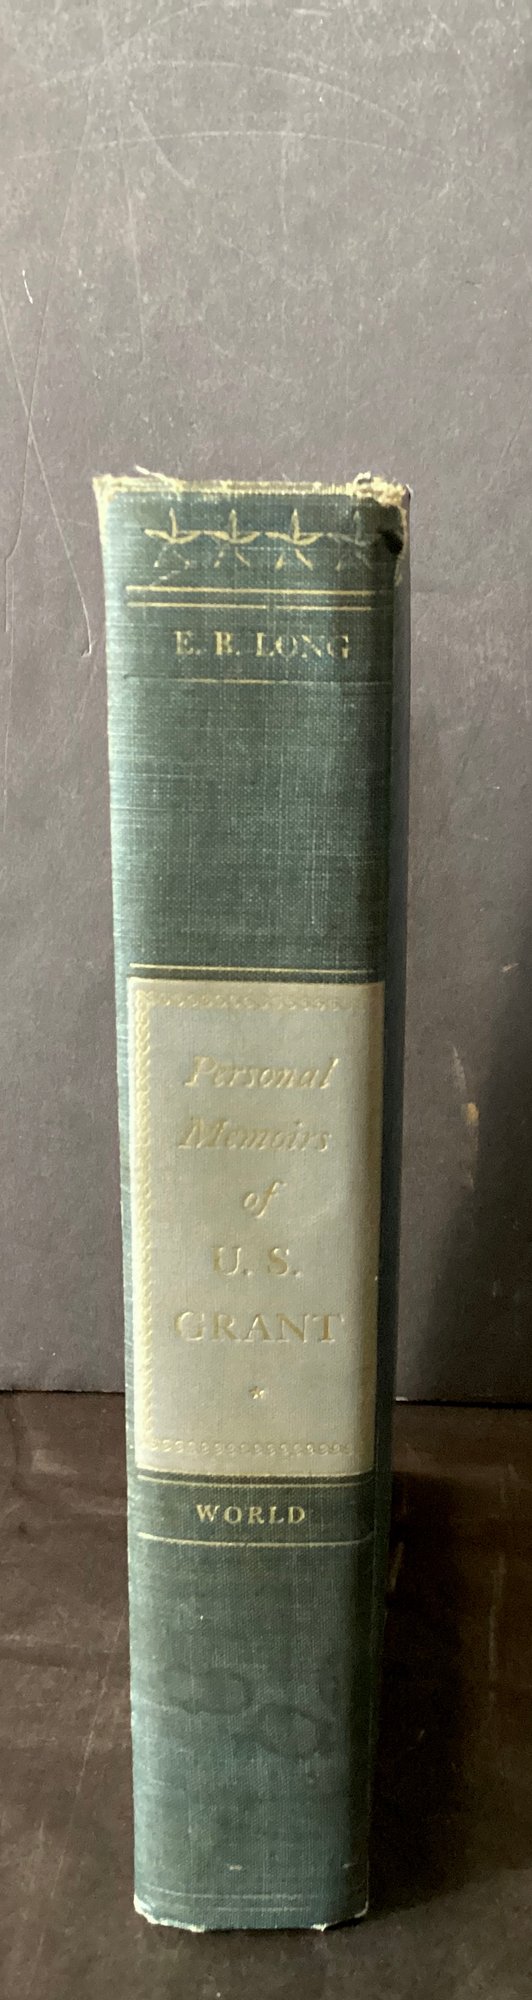 E. B. LONG
Personal
Memoirs
of
U. S.
GRANT
WORLD